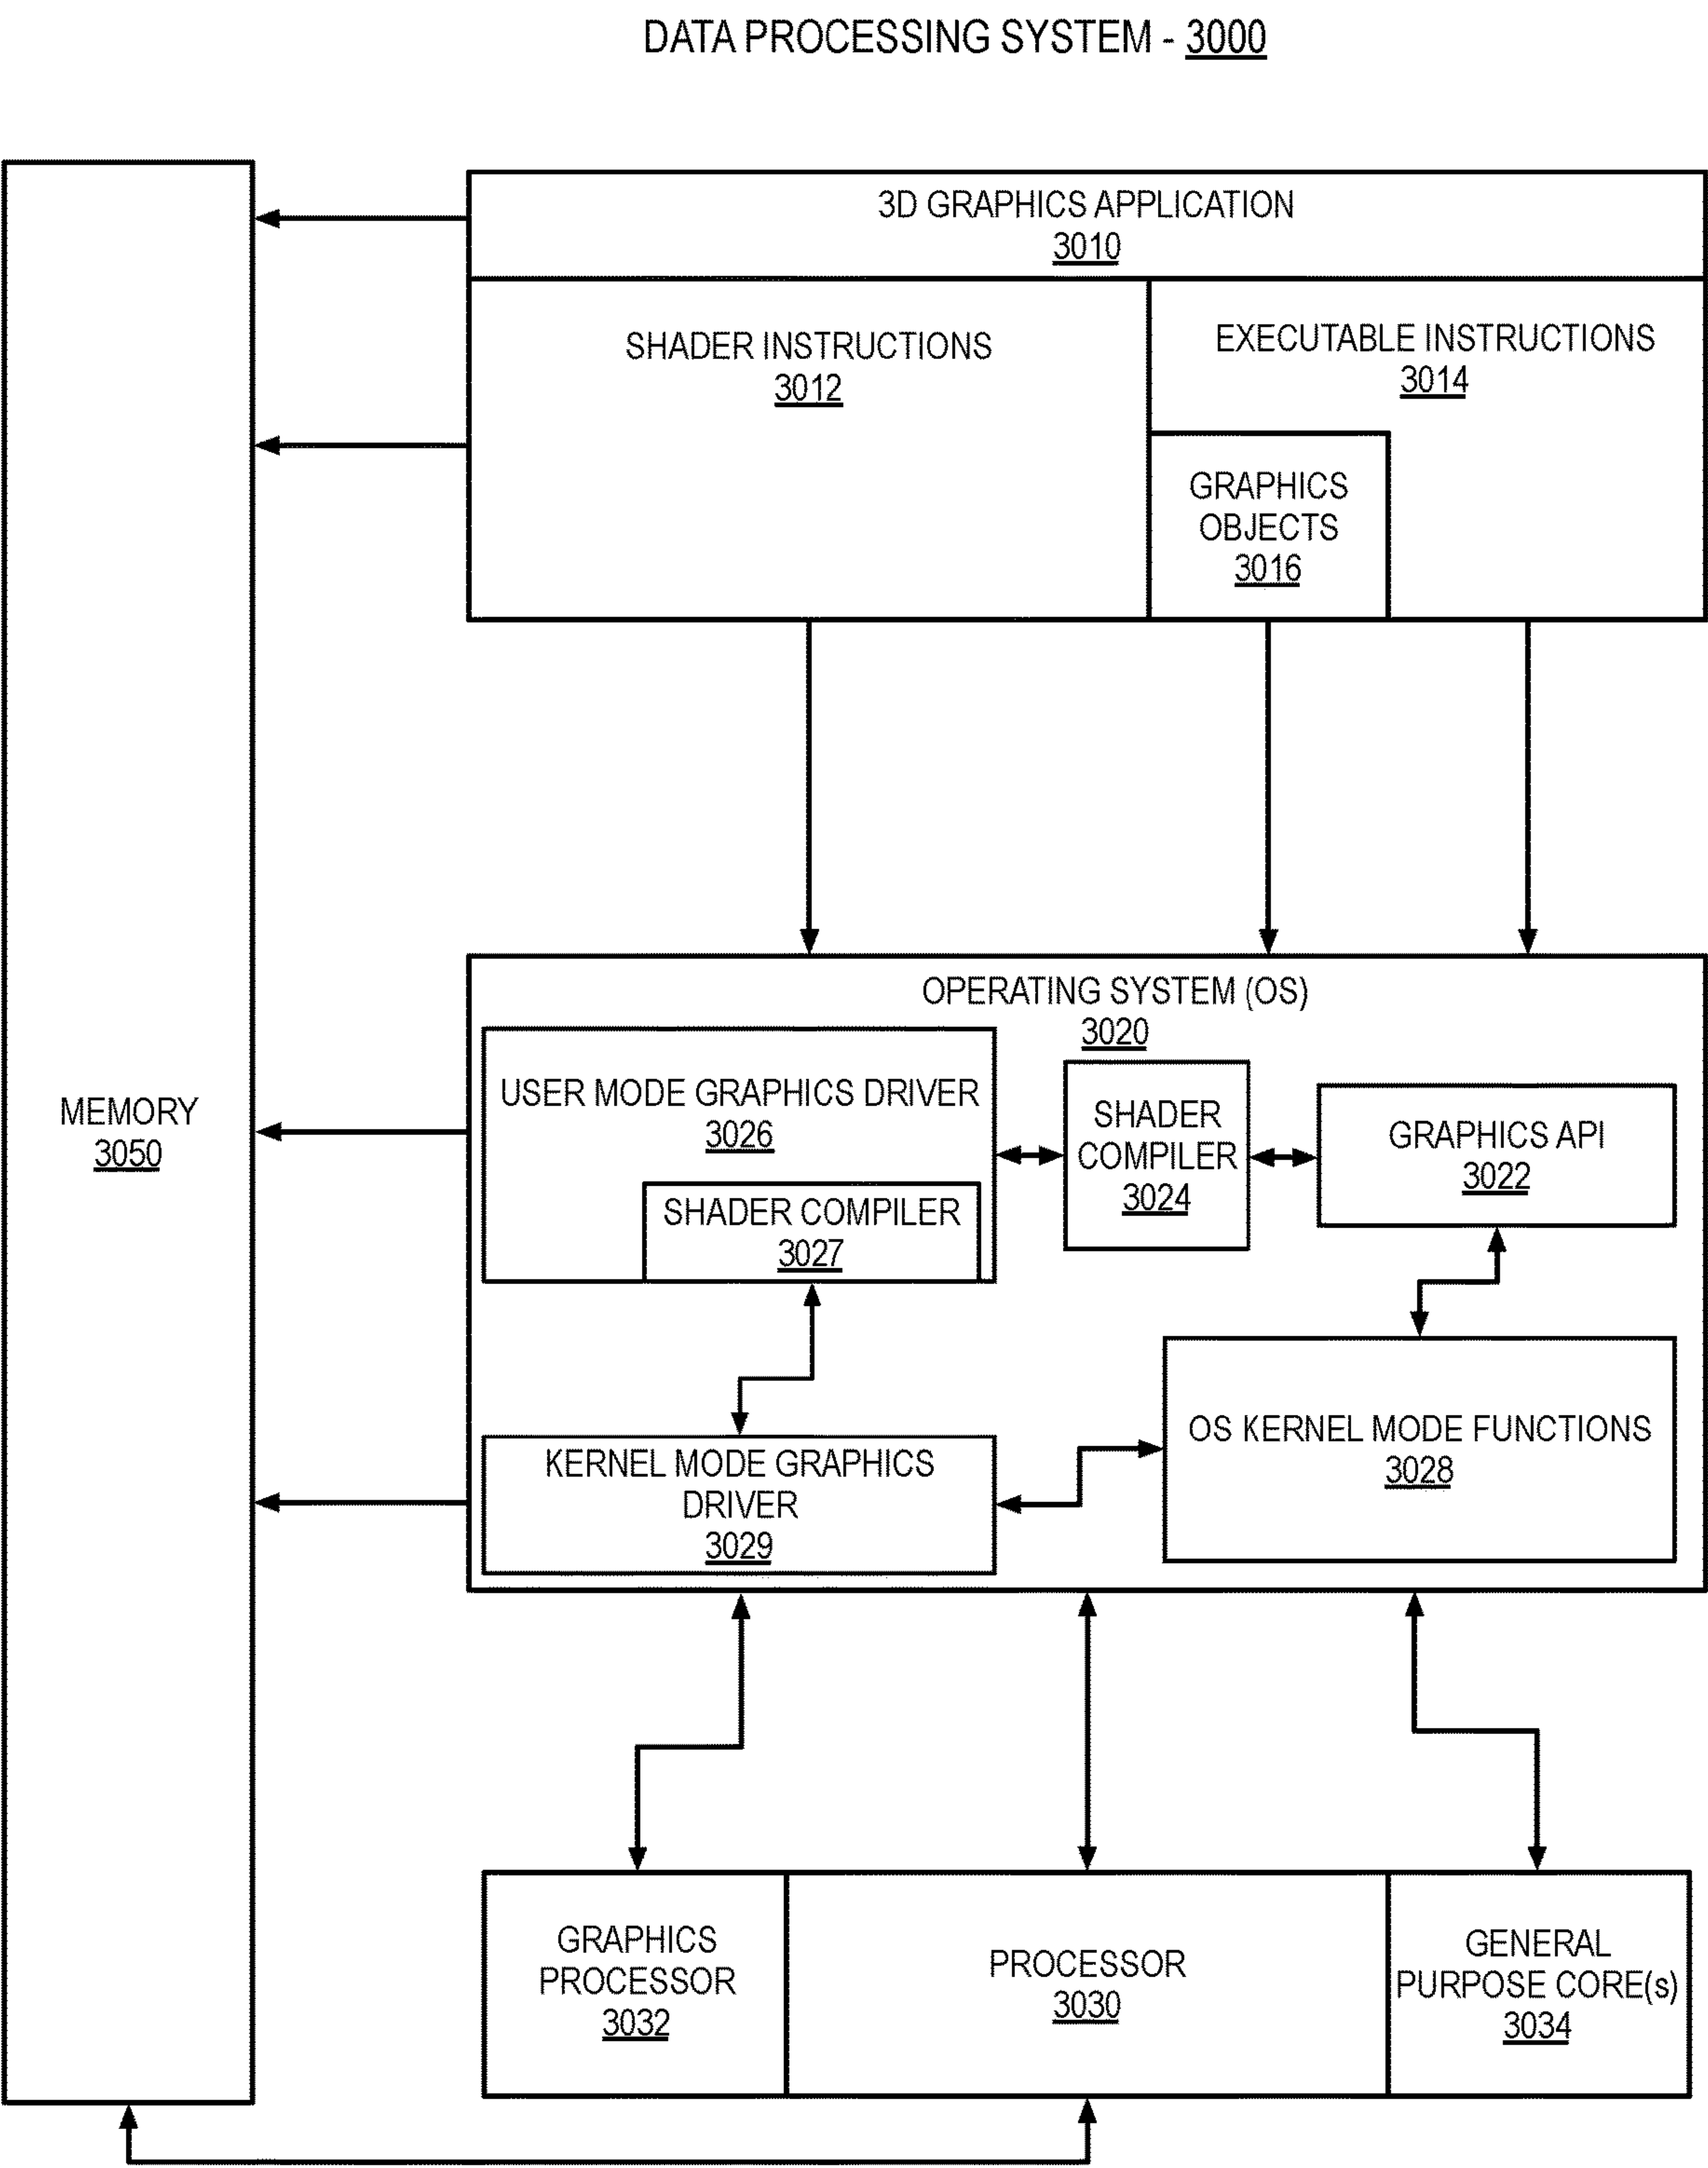 DATA PROCESSING SYSTEM - 3000
3D GRAPHICS APPLICATION
3010
SHADER INSTRUCTIONS
3012
EXECUTABLE INSTRUCTIONS
3014
GRAPHICS
OBJECTS
3016
MEMORY
3050
OPERATING SYSTEM (OS)
3020
USER MODE GRAPHICS DRIVER
3026
SHADER COMPILER
3027
SHADER
COMPILER
3024
GRAPHICS API
3022
KERNEL MODE GRAPHICS
DRIVER
3029
OS KERNEL MODE FUNCTIONS
3028
GRAPHICS
PROCESSOR
3032
PROCESSOR
3030
GENERAL
PURPOSE CORE(s)
3034